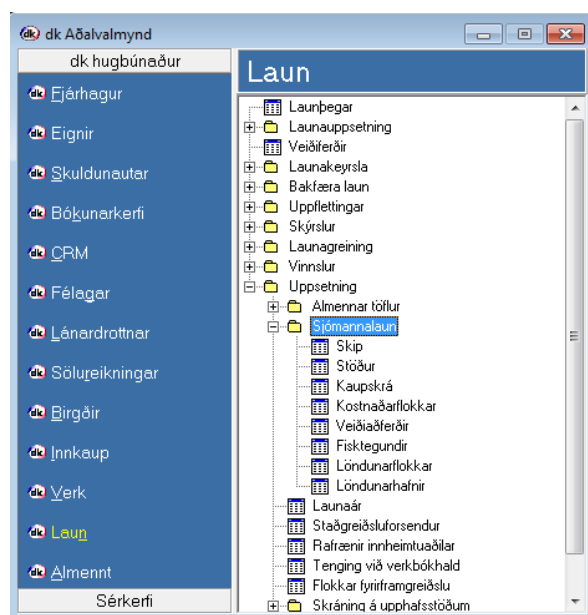 dk Aðalvalmynd
dk hugbúnaður
Fjárhagur
Eignir
Skuldunautar
Bókunarkerfi
CRM
Félagar
Lánardrottnar
Sölureikningar
Birgðir
Innkaup
Verk
Laun
Almennt
Sérkerfi
Laun
Launþegar
Launauppsetning
Veiðiferðir
Launakeyrsla
Bakfæra laun
Uppflettingar
Skýrslur
Launagreining
Vinnslur
Uppsetning
Almennar töflur
Sjómannalaun
Skip
Stöður
Kaupskrá
Kostnaðarflokkar
Veiðiaðferðir
Fisktegundir
Löndunarflokkar
Löndunarhafnir
Launaár
Staðgreiðsluforsendur
Rafrænir innheimtuaðilar
Tenging við verkbókhald
Flokkar fyrirframgreiðslu
Skráning á upphafsstöðum